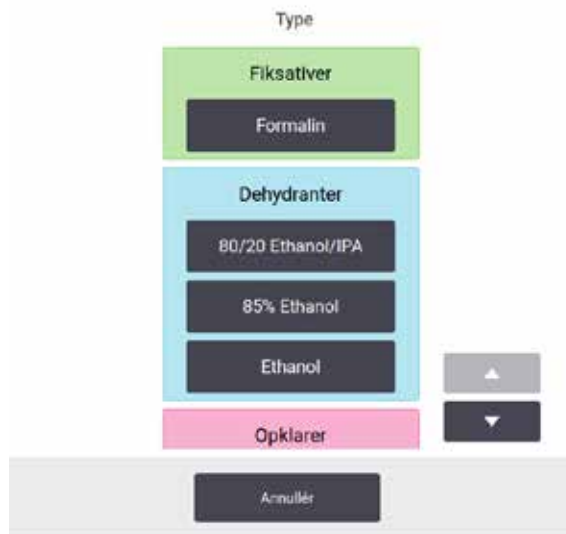 Type
Fiksativer
Formalin
Dehydranter
80/20 Ethanol/IPA
85% Ethanol
Ethanol
Opklarer
Annullér